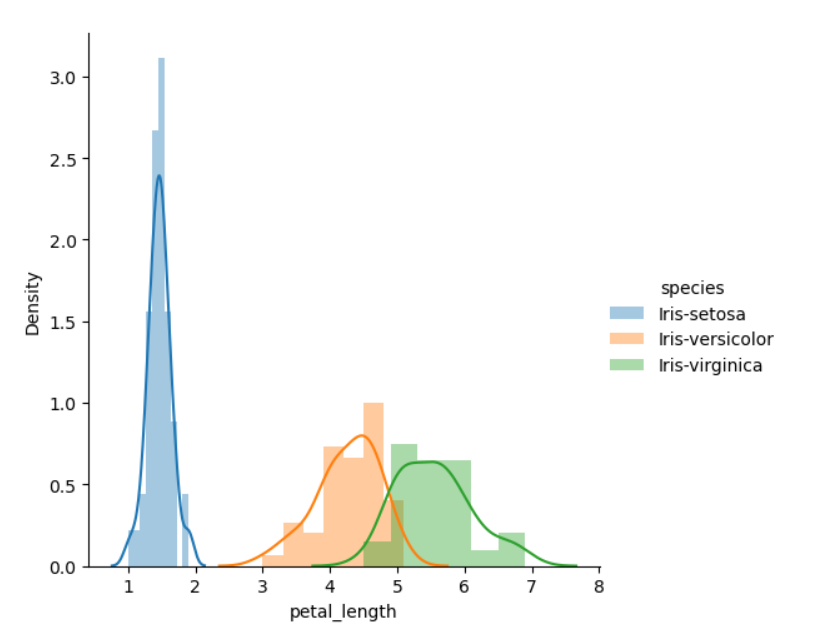 3.0
2.5
2.0
1.5
1.0
0.5
0.0
Density
1 2 3 4 5 6 7 8
petal_length
species
Iris-setosa
Iris-versicolor
Iris-virginica